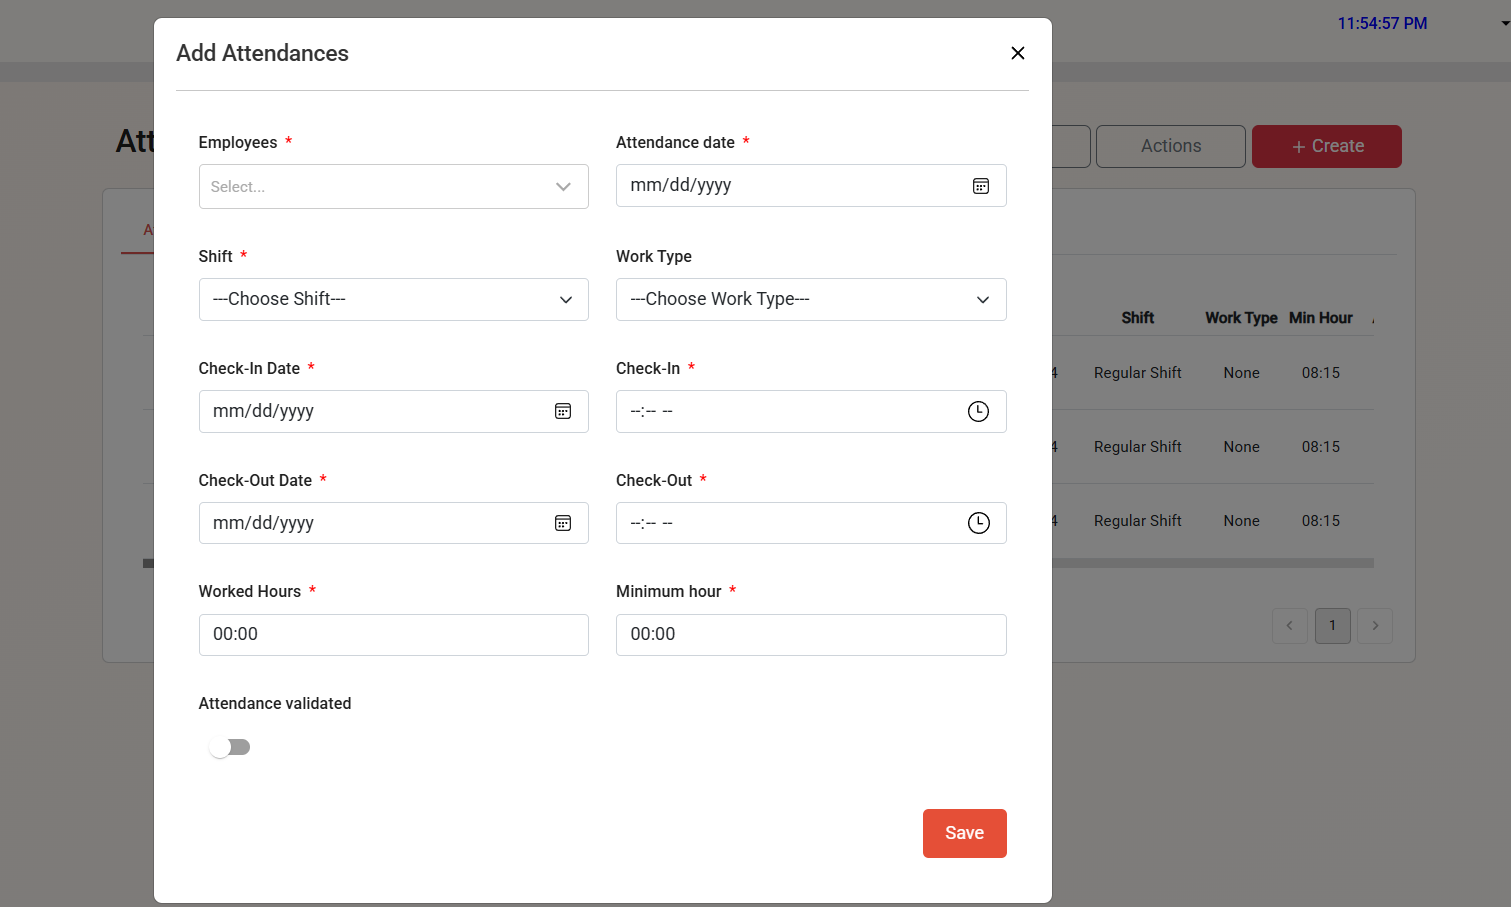 11:54:57 PM
Add Attendances
Att
Actions
+ Create
Employees *
Attendance date *
Select...
mm/dd/yyyy
A
Shift *
Work Type
---Choose Shift---
---Choose Work Type---
Shift Work Type Min Hour
Check-In Date *
Check-In *
4 Regular Shift None 08:15
mm/dd/yyyy
--:-- --
4 Regular Shift None 08:15
Check-Out Date *
Check-Out *
mm/dd/yyyy
--:-- --
4 Regular Shift None 08:15
Worked Hours *
Minimum hour *
00:00
00:00
1
Attendance validated
Save